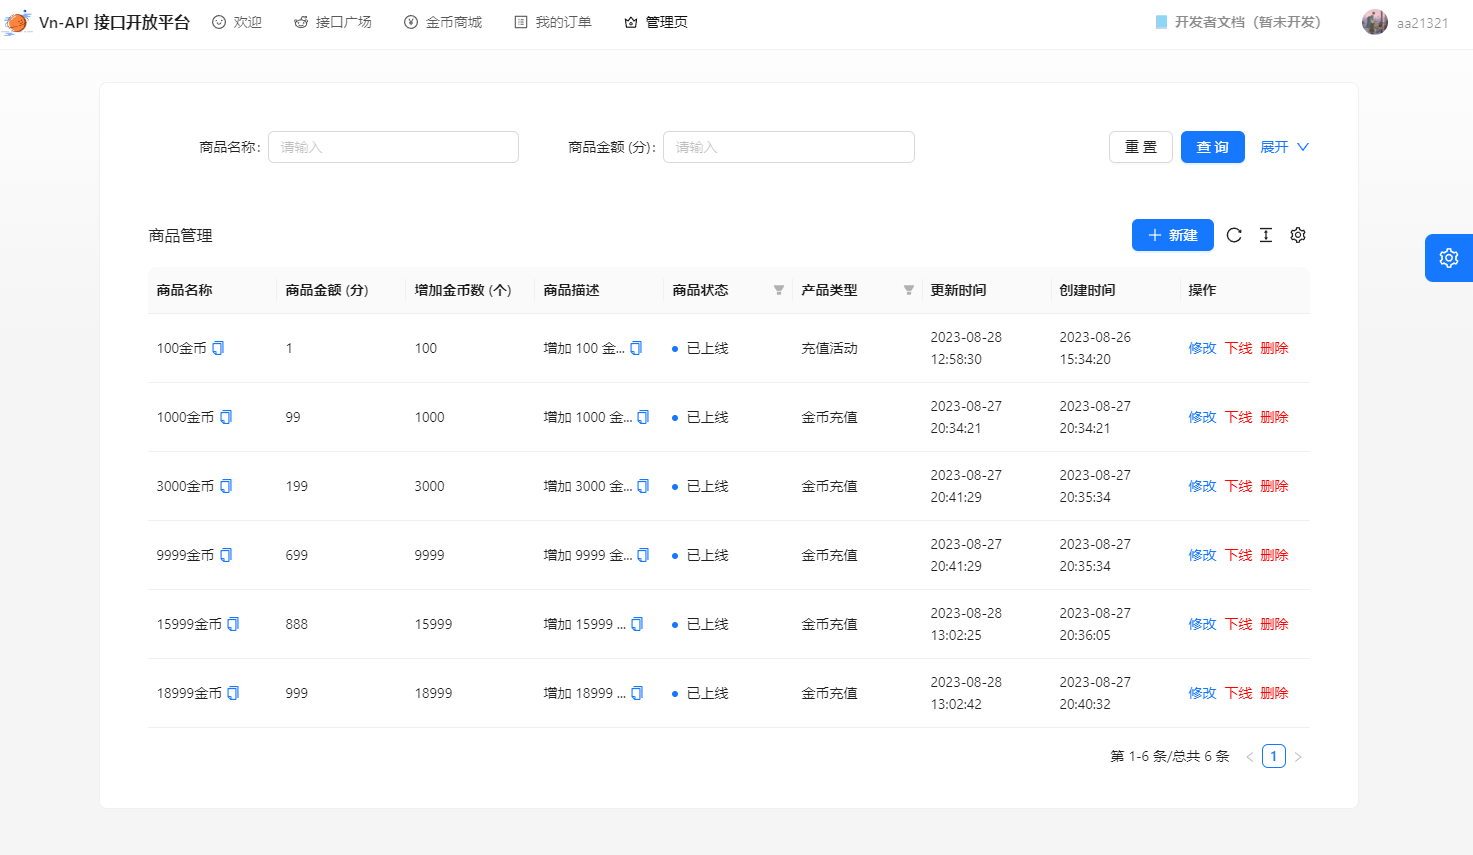 Vn-API 接口开放平台 欢迎 接口广场 金币商城 我的订单 管理页 开发者文档（暂未开发） aa21321
商品名称: 请输入 商品金额 (分): 请输入 重 置 查 询 展开
商品管理 新建
商品名称 商品金额 (分) 增加金币数 (个) 商品描述 商品状态 产品类型 更新时间 创建时间 操作
100金币 1 100 增加 100 金... 已上线 充值活动 2023-08-28 12:58:30 2023-08-26 15:34:20 修改 下线 删除
1000金币 99 1000 增加 1000 金... 已上线 金币充值 2023-08-27 20:34:21 2023-08-27 20:34:21 修改 下线 删除
3000金币 199 3000 增加 3000 金... 已上线 金币充值 2023-08-27 20:41:29 2023-08-27 20:35:34 修改 下线 删除
9999金币 699 9999 增加 9999 金... 已上线 金币充值 2023-08-27 20:41:29 2023-08-27 20:35:34 修改 下线 删除
15999金币 888 15999 增加 15999 ... 已上线 金币充值 2023-08-28 13:02:25 2023-08-27 20:36:05 修改 下线 删除
18999金币 999 18999 增加 18999 ... 已上线 金币充值 2023-08-28 13:02:42 2023-08-27 20:40:32 修改 下线 删除
第 1-6 条/总共 6 条 < 1 >